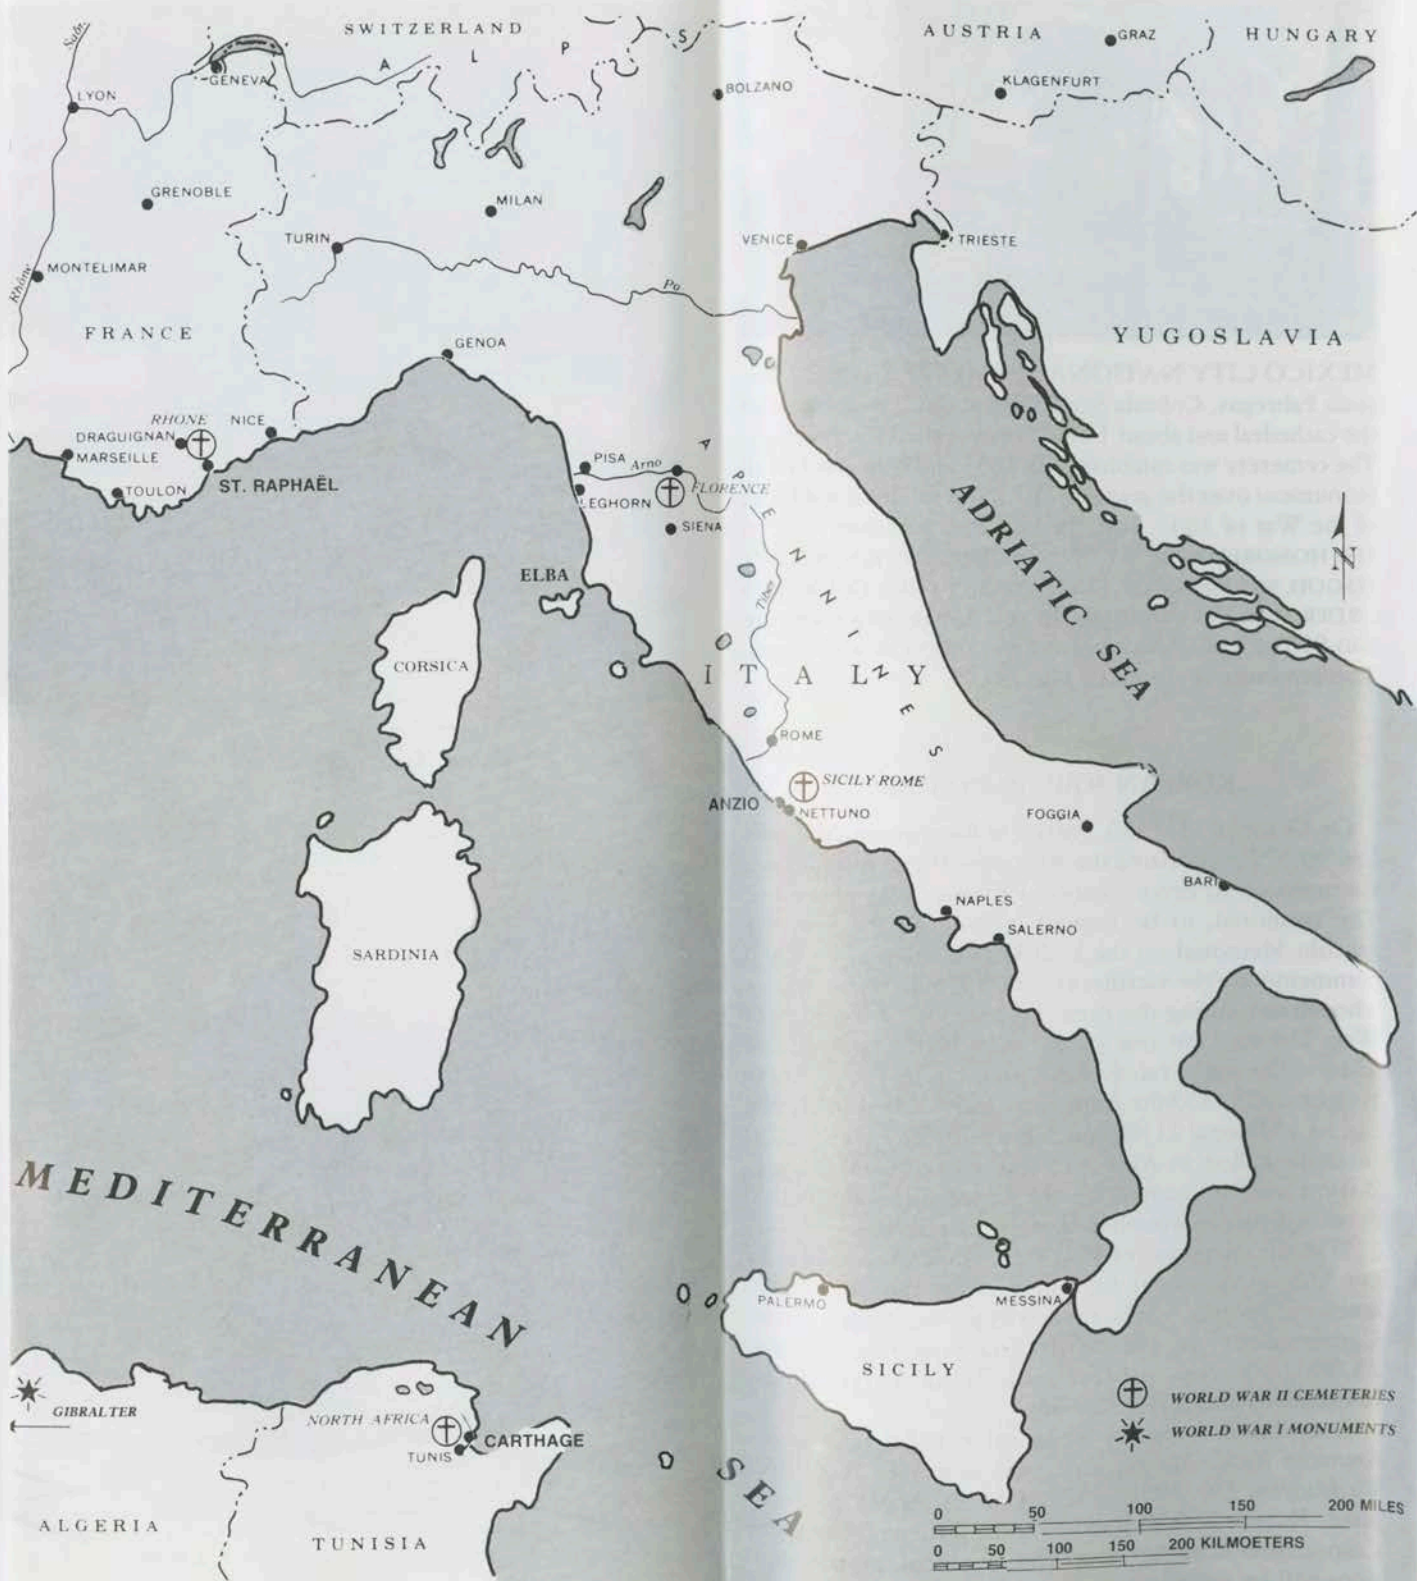 SWITZERLAND
AUSTRIA
GRAZ
HUNGARY
A L P S
GENEVA
KLAGENFURT
BOLZANO
LYON
GRENOBLE
MILAN
TURIN
VENICE
TRIESTE
MONTELIMAR
Rhône
Po
FRANCE
YUGOSLAVIA
GENOA
RHONE
NICE
DRAGUIGNAN
MARSEILLE
TOULON
ST. RAPHAËL
PISA
Arno
FLORENCE
LEGHORN
SIENA
APENNINES
ADRIATIC SEA
N
ELBA
Tiber
CORSICA
ITALY
ROME
SICILY ROME
ANZIO
NETTUNO
FOGGIA
BARI
NAPLES
SALERNO
SARDINIA
MEDITERRANEAN
SEA
PALERMO
MESSINA
SICILY
GIBRALTER
NORTH AFRICA
CARTHAGE
TUNIS
ALGERIA
TUNISIA
WORLD WAR II CEMETERIES
WORLD WAR I MONUMENTS
0 50 100 150 200 MILES
0 50 100 150 200 KILMOETERS